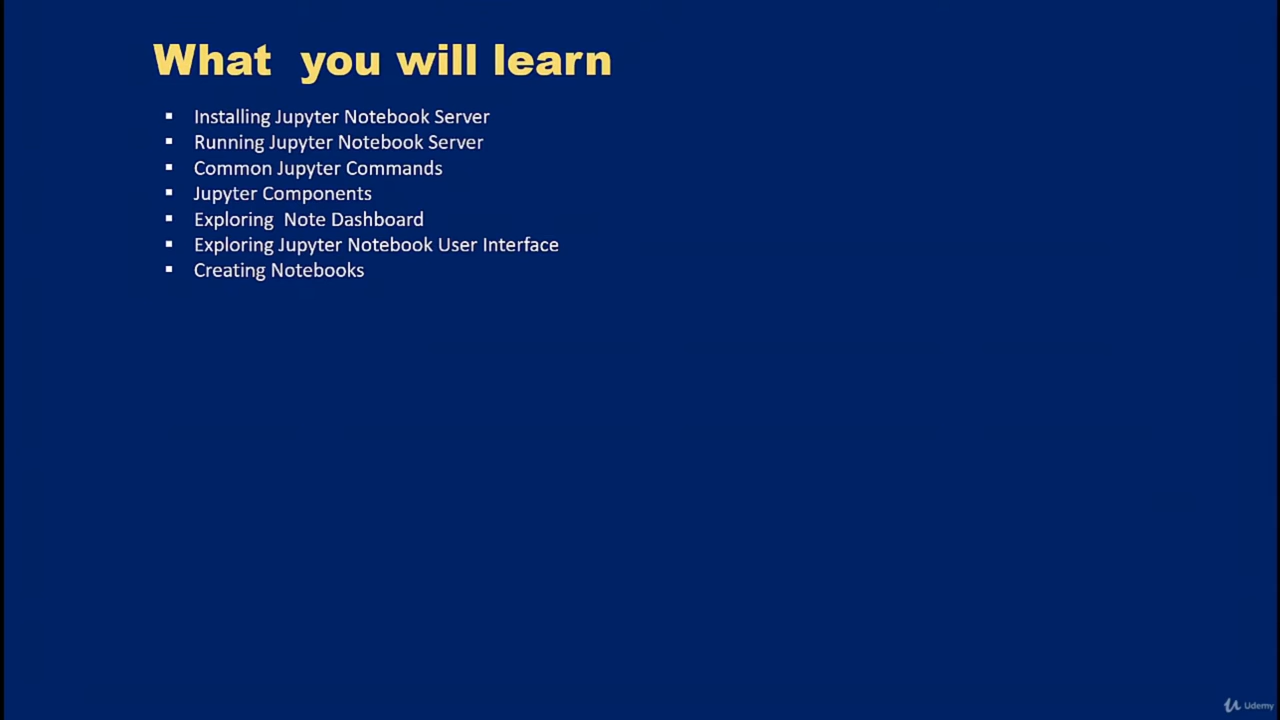 What  you will learn
▪ Installing Jupyter Notebook Server
▪ Running Jupyter Notebook Server
▪ Common Jupyter Commands
▪ Jupyter Components
▪ Exploring  Note Dashboard
▪ Exploring Jupyter Notebook User Interface
▪ Creating Notebooks
Udemy